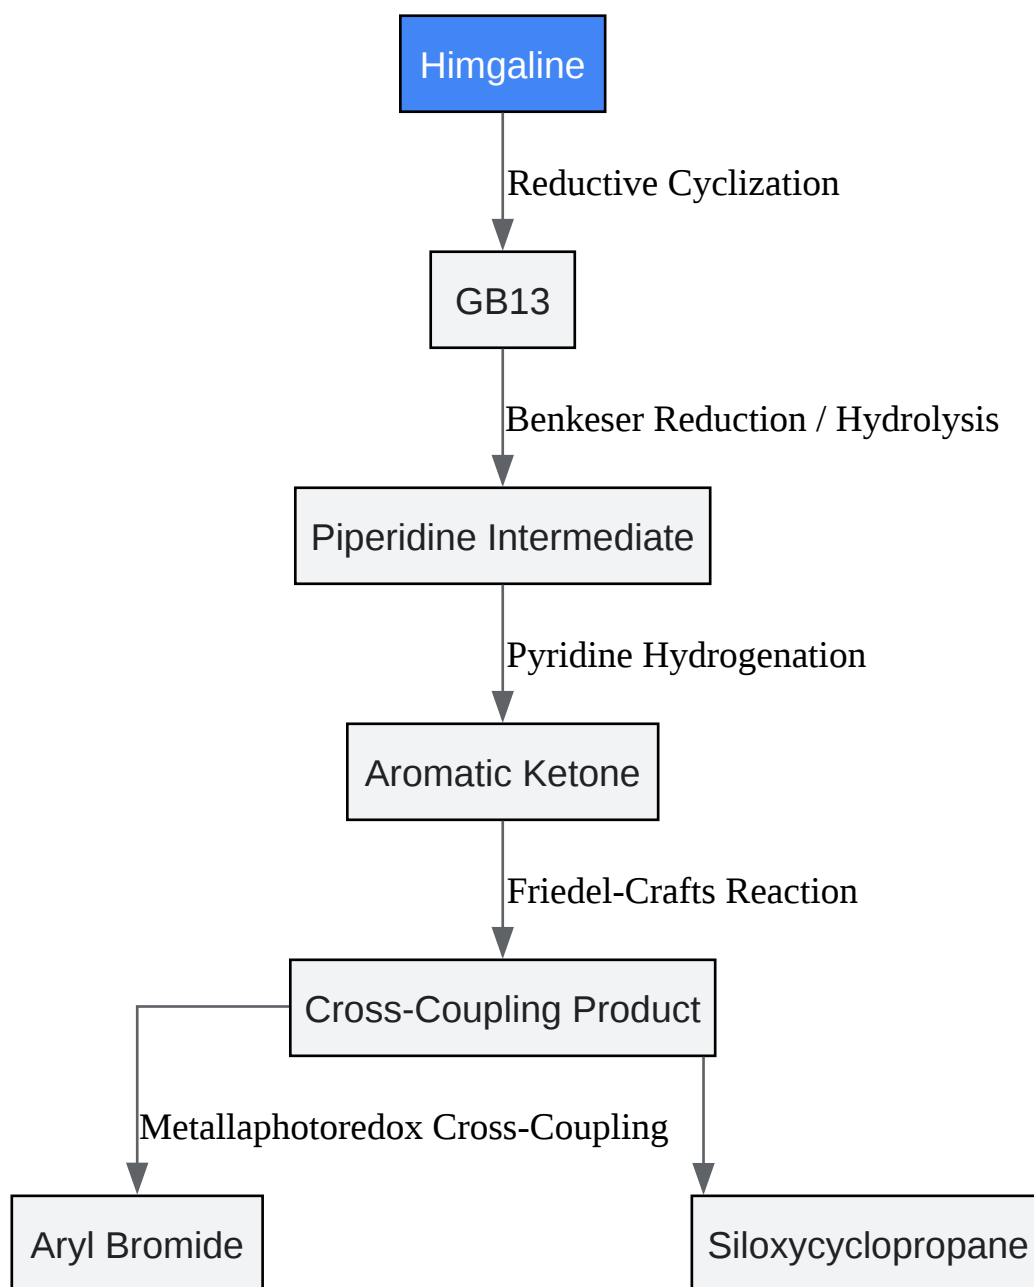 Himgaline
Reductive Cyclization
GB13
Benkeser Reduction / Hydrolysis
Piperidine Intermediate
Pyridine Hydrogenation
Aromatic Ketone
Friedel-Crafts Reaction
Cross-Coupling Product
Metallaphotoredox Cross-Coupling
Aryl Bromide
Siloxycyclopropane